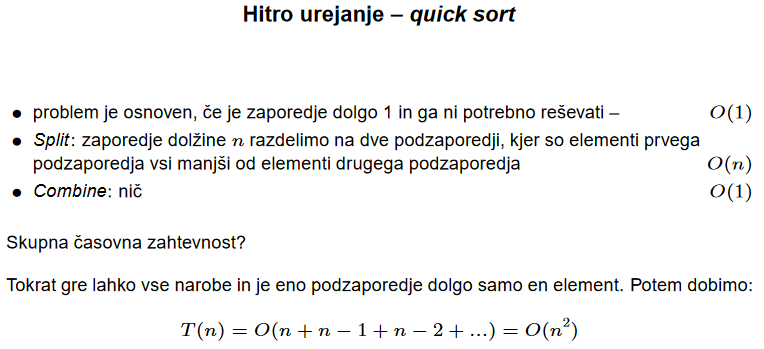 Hitro urejanje – quick sort
● problem je osnoven, če je zaporedje dolgo 1 in ga ni potrebno reševati – O(1)
● Split: zaporedje dolžine n razdelimo na dve podzaporedji, kjer so elementi prvega
podzaporedja vsi manjši od elementi drugega podzaporedja O(n)
● Combine: nič O(1)
Skupna časovna zahtevnost?
Tokrat gre lahko vse narobe in je eno podzaporedje dolgo samo en element. Potem dobimo:
T(n) = O(n + n − 1 + n − 2 + ...) = O(n²)